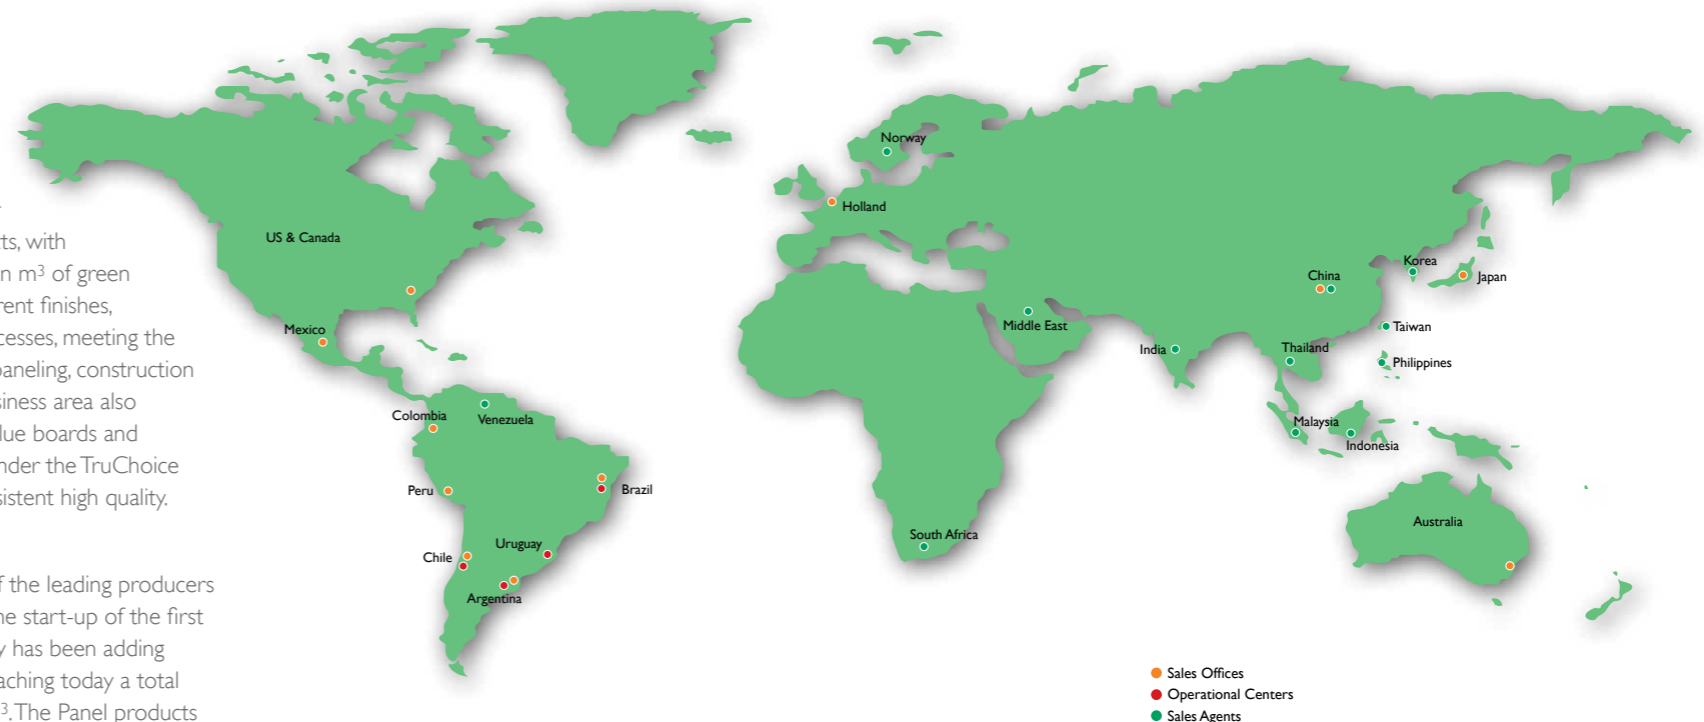 ts, with
n m³ of green
rent finishes,
cesses, meeting the
paneling, construction
siness area also
lue boards and
nder the TruChoice
sistent high quality.
f the leading producers
ne start-up of the first
y has been adding
aching today a total
³. The Panel products
US & Canada
Mexico
Colombia
Venezuela
Peru
Brazil
Chile
Uruguay
Argentina
Norway
Holland
Middle East
South Africa
India
China
Korea
Japan
Taiwan
Thailand
Philippines
Malaysia
Indonesia
Australia
Sales Offices
Operational Centers
Sales Agents